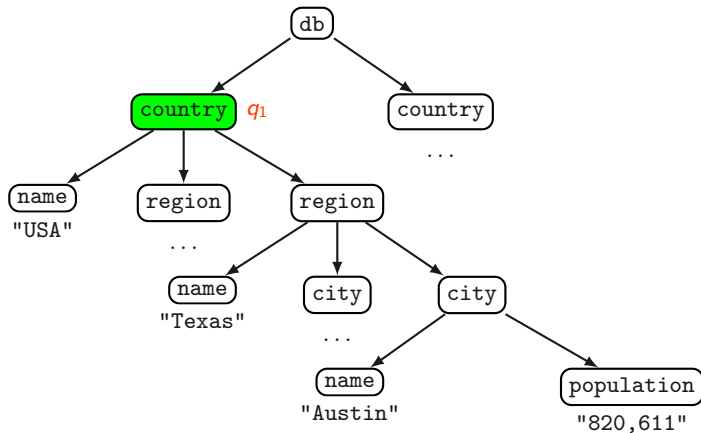 db
country q1 country
...
name region region
"USA" ...
name city city
"Texas" ...
name population
"Austin" "820,611"